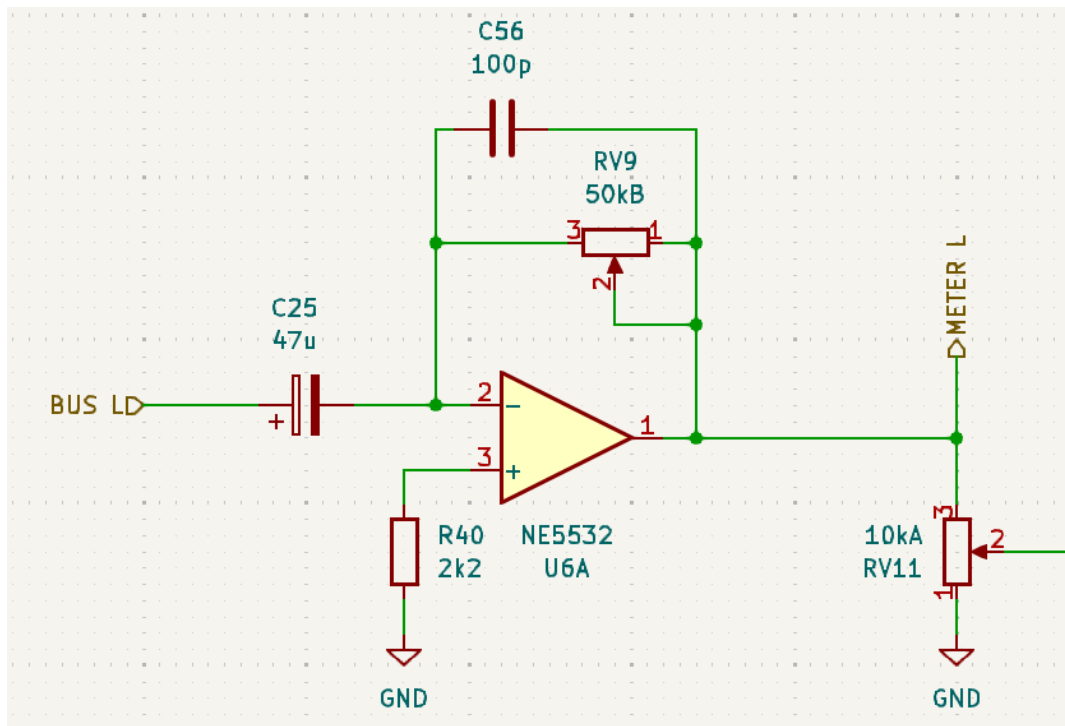 C56
100p
RV9
50kB
3
1
2
METER L
C25
47u
BUS L
+
2
−
1
3
+
R40
2k2
NE5532
U6A
3
10kA
RV11
2
1
GND
GND